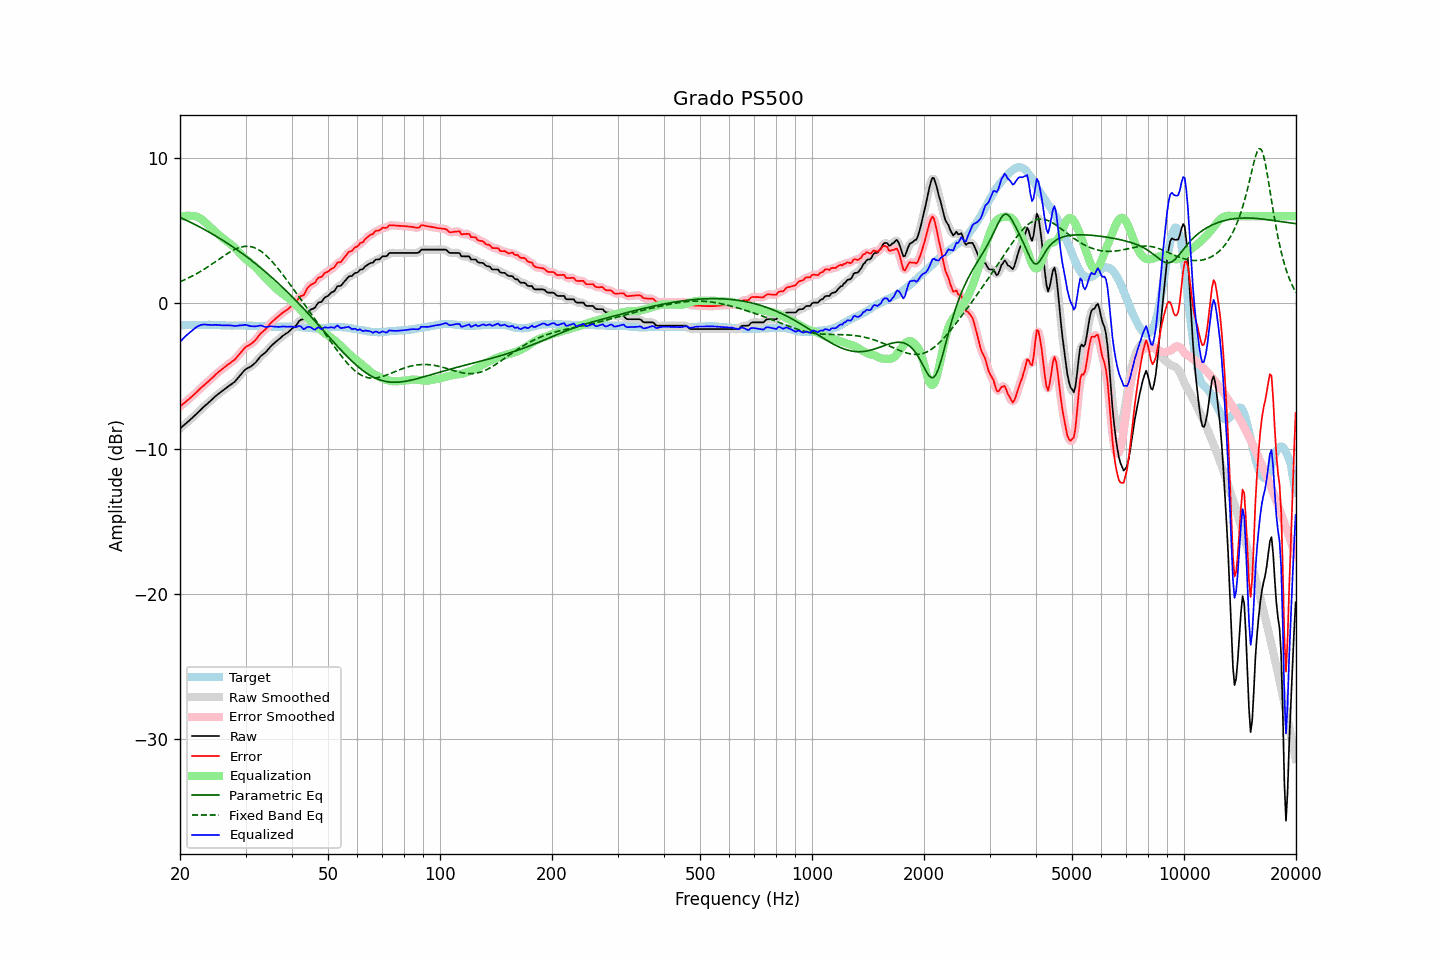 Grado PS500
10
0
−10
−20
−30
Amplitude (dBr)
Target
Raw Smoothed
Error Smoothed
Raw
Error
Equalization
Parametric Eq
Fixed Band Eq
Equalized
20 50 100 200 500 1000 2000 5000 10000 20000
Frequency (Hz)